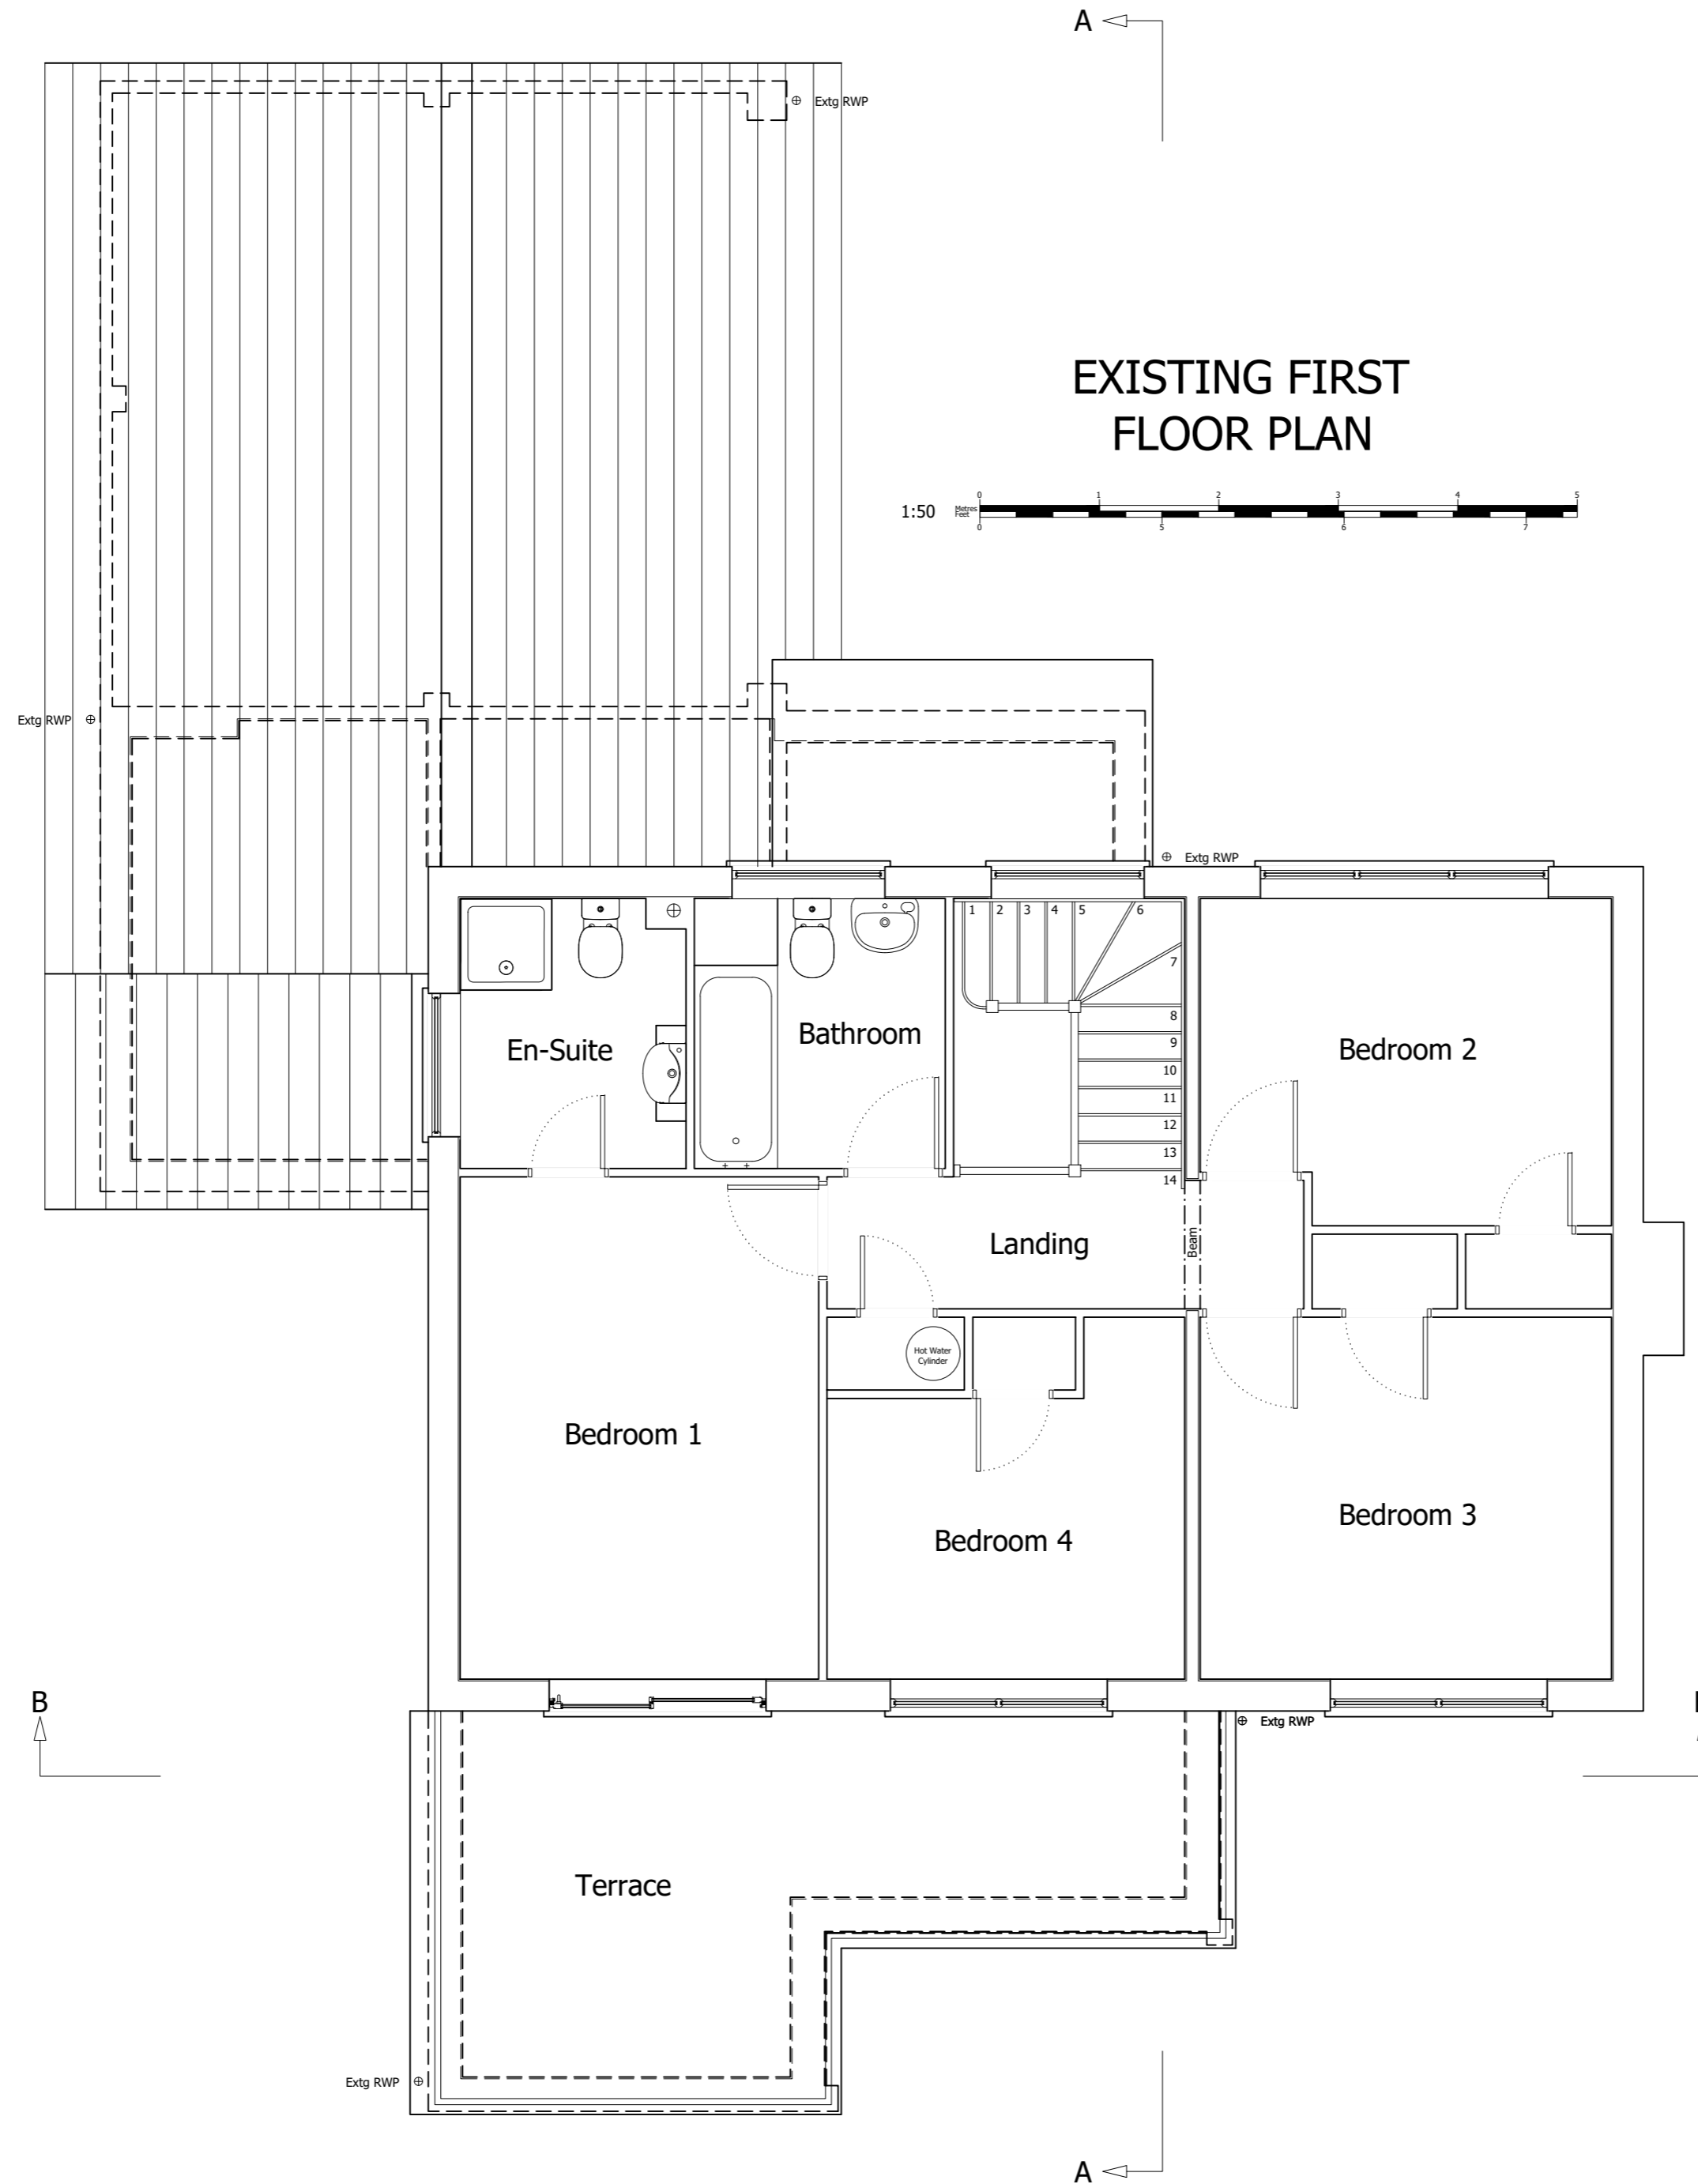 A
Extg RWP
EXISTING FIRST
FLOOR PLAN
0 1 2 3 4 5
1:50 Metres
Feet
0 5 6 7
Extg RWP
Extg RWP
1 2 3 4 5 6
7
8
9
10
11
12
13
14
En-Suite
Bathroom
Bedroom 2
Landing
Beam
Hot Water
Cylinder
Bedroom 1
Bedroom 4
Bedroom 3
B
Extg RWP
Terrace
Extg RWP
A